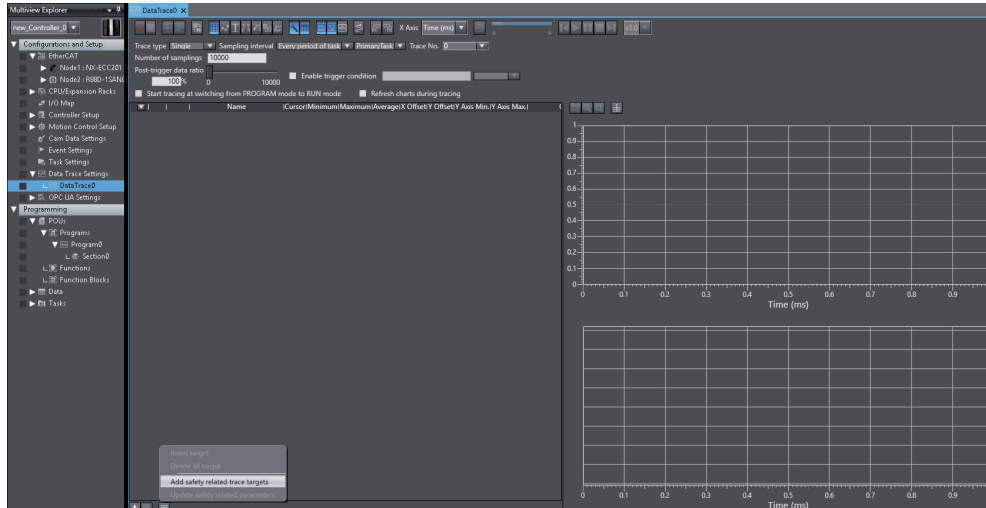 Multiview Explorer
new_Controller_0
Configurations and Setup
EtherCAT
Node1 : NX-ECC201
Node2 : R88D-1SAN
CPU/Expansion Racks
I/O Map
Controller Setup
Motion Control Setup
Cam Data Settings
Event Settings
Task Settings
Data Trace Settings
DataTrace0
OPC UA Settings
Programming
POUs
Programs
Program0
Section0
Functions
Function Blocks
Data
Tasks
DataTrace0
X Axis Time (ms) x1.0
Trace type Single Sampling interval Every period of task PrimaryTask Trace No. 0
Number of samplings 10000
Post-trigger data ratio
100 % 0 10000 Enable trigger condition
Start tracing at switching from PROGRAM mode to RUN mode Refresh charts during tracing
Name |Cursor|Minimum|Maximum|Average|X Offset|Y Offset|Y Axis Min.|Y Axis Max.|
Insert target
Delete all target
Add safety related trace targets
Update safety related parameters
1
0.9
0.8
0.7
0.6
0.5
0.4
0.3
0.2
0.1
0
0 0.1 0.2 0.3 0.4 0.5 0.6 0.7 0.8 0.9
Time (ms)
0 0.1 0.2 0.3 0.4 0.5 0.6 0.7 0.8 0.9
Time (ms)